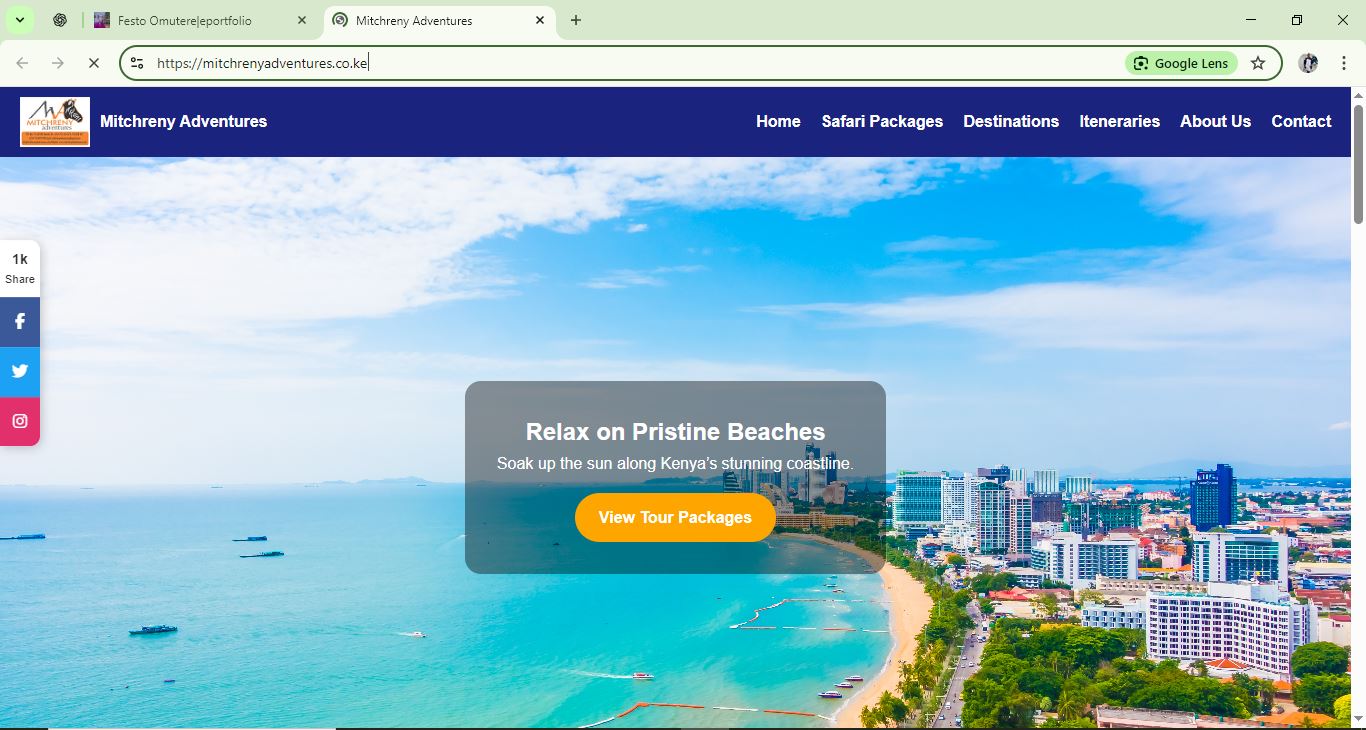 Festo Omutere|eportfolio
Mitchreny Adventures
https://mitchrenyadventures.co.ke
Google Lens
MITCHRENY
adventures
Mitchreny Adventures
Home Safari Packages Destinations Iteneraries About Us Contact
1k
Share
Relax on Pristine Beaches
Soak up the sun along Kenya’s stunning coastline.
View Tour Packages